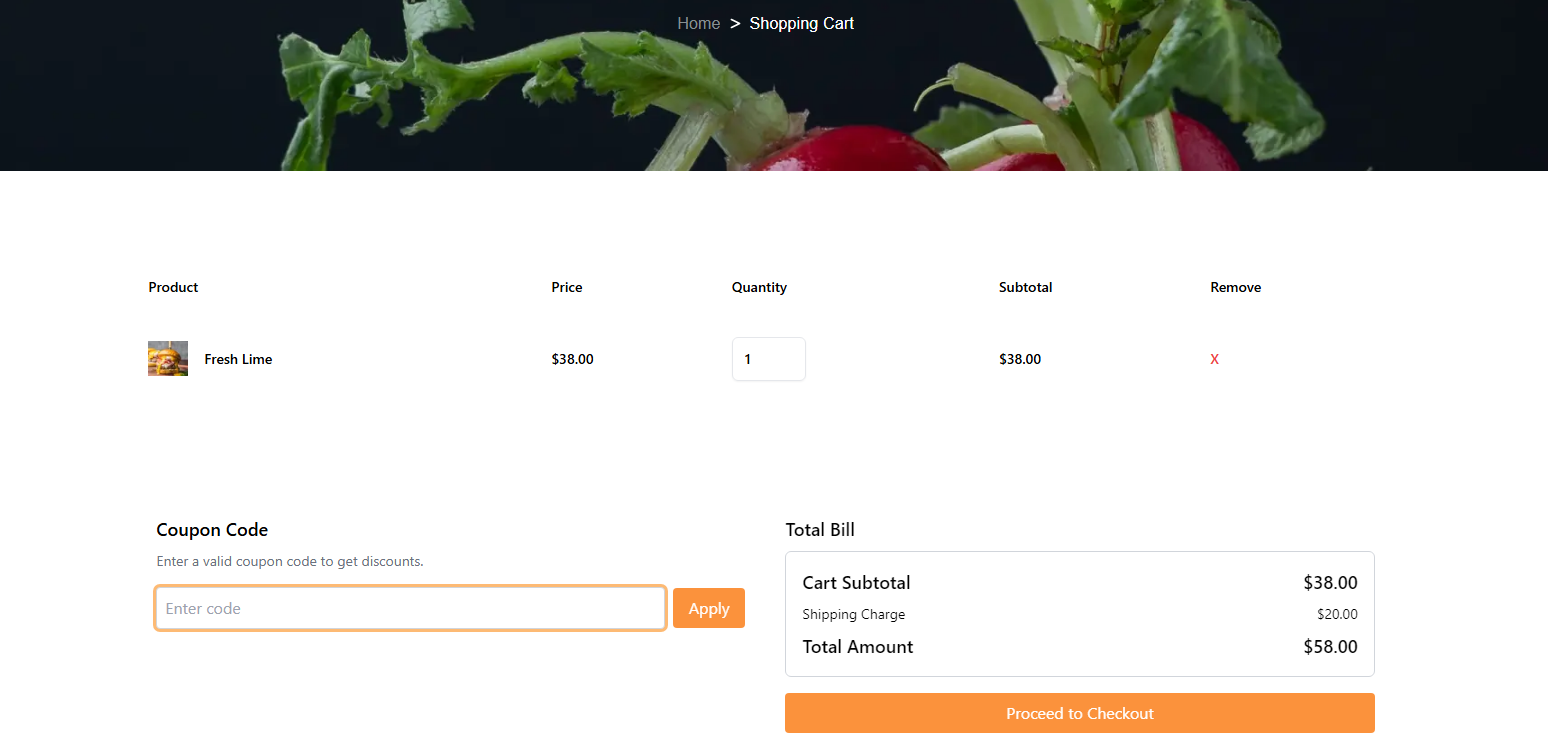 Home > Shopping Cart
Product Price Quantity Subtotal Remove
Fresh Lime $38.00 1 $38.00 X
Coupon Code
Enter a valid coupon code to get discounts.
Enter code Apply
Total Bill
Cart Subtotal $38.00
Shipping Charge $20.00
Total Amount $58.00
Proceed to Checkout